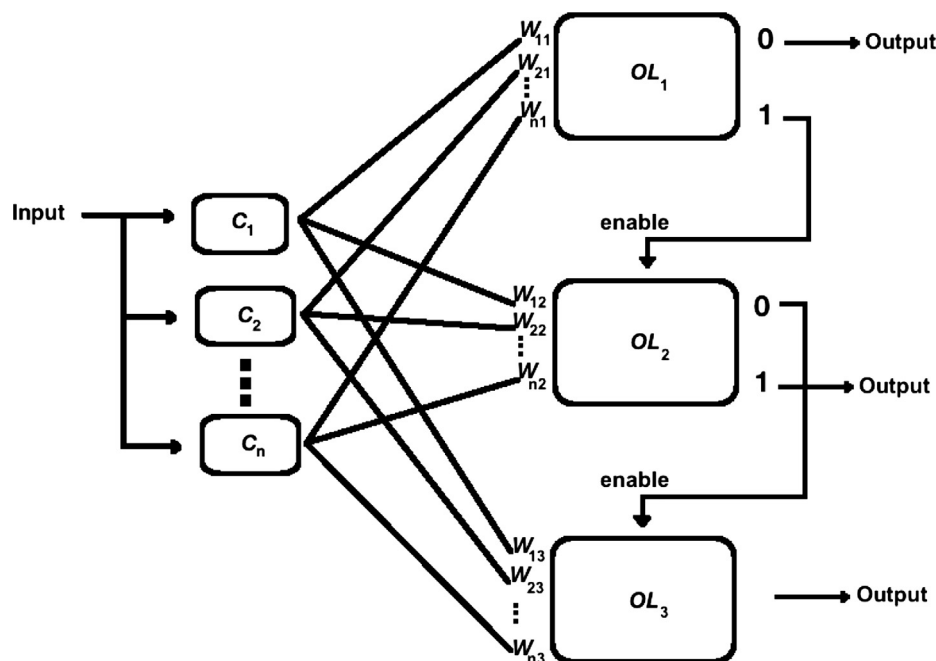 W11
W21
Wn1
OL1
0
Output
1
Input
C1
enable
C2
W12
W22
Wn2
OL2
0
1
Output
Cn
enable
W13
W23
Wn3
OL3
Output